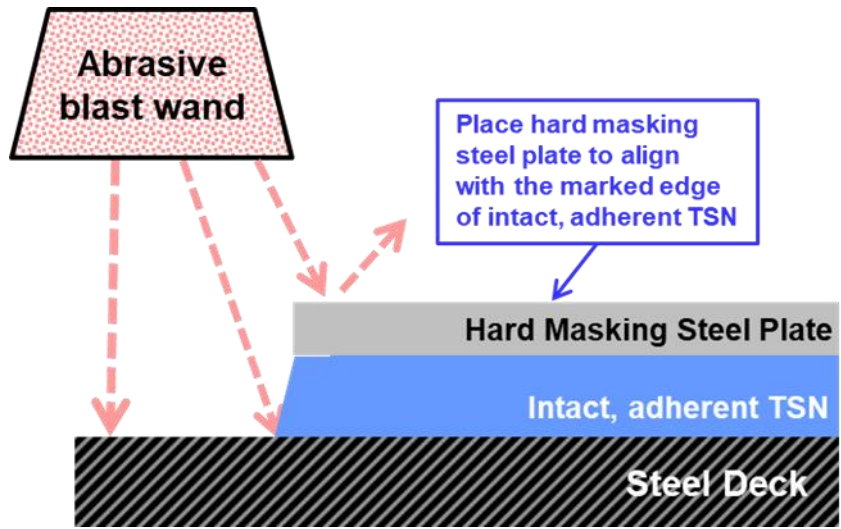 Abrasive
blast wand
Place hard masking
steel plate to align
with the marked edge
of intact, adherent TSN
Hard Masking Steel Plate
Intact, adherent TSN
Steel Deck